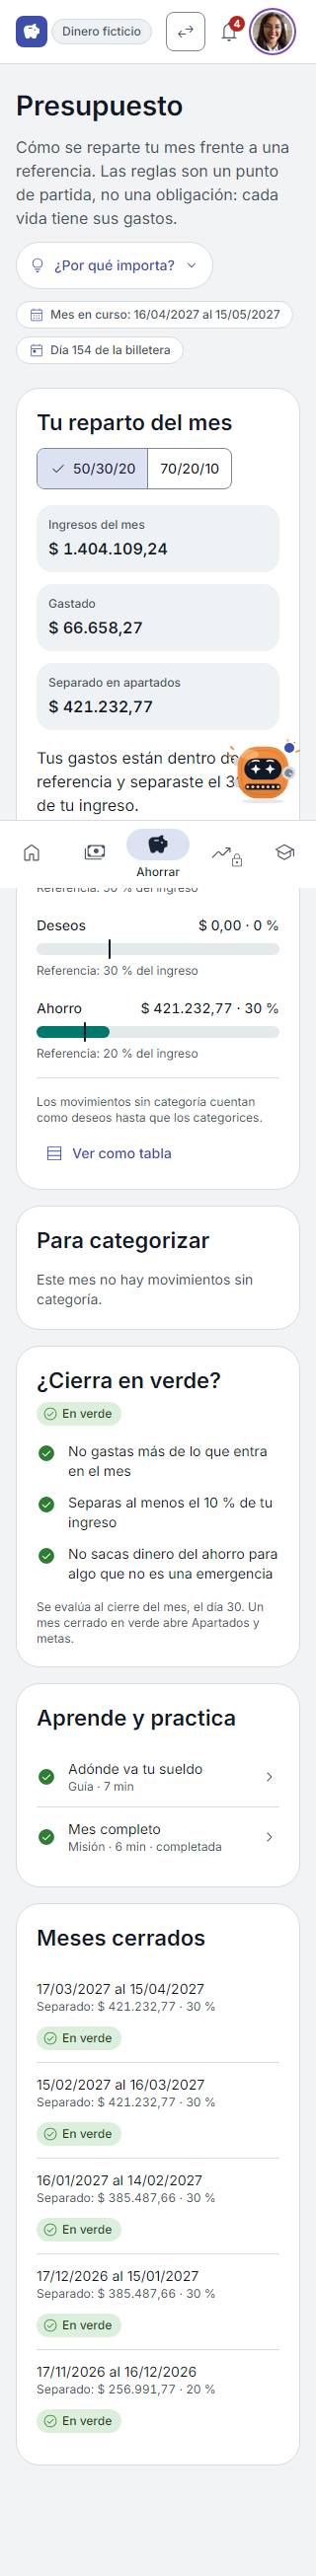 Dinero ficticio
4
Presupuesto
Cómo se reparte tu mes frente a una
referencia. Las reglas son un punto
de partida, no una obligación: cada
vida tiene sus gastos.
¿Por qué importa?
Mes en curso: 16/04/2027 al 15/05/2027
Día 154 de la billetera
Tu reparto del mes
50/30/20
70/20/10
Ingresos del mes
$ 1.404.109,24
Gastado
$ 66.658,27
Separado en apartados
$ 421.232,77
Tus gastos están dentro de
referencia y separaste el
de tu ingreso.
Ahorrar
Referencia: 50 % del ingreso
Deseos
$ 0,00 · 0 %
Referencia: 30 % del ingreso
Ahorro
$ 421.232,77 · 30 %
Referencia: 20 % del ingreso
Los movimientos sin categoría cuentan
como deseos hasta que los categorices.
Ver como tabla
Para categorizar
Este mes no hay movimientos sin
categoría.
¿Cierra en verde?
En verde
No gastas más de lo que entra
en el mes
Separas al menos el 10 % de tu
ingreso
No sacas dinero del ahorro para
algo que no es una emergencia
Se evalúa al cierre del mes, el día 30. Un
mes cerrado en verde abre Apartados y
metas.
Aprende y practica
Adónde va tu sueldo
Guía · 7 min
Mes completo
Misión · 6 min · completada
Meses cerrados
17/03/2027 al 15/04/2027
Separado: $ 421.232,77 · 30 %
En verde
15/02/2027 al 16/03/2027
Separado: $ 421.232,77 · 30 %
En verde
16/01/2027 al 14/02/2027
Separado: $ 385.487,66 · 30 %
En verde
17/12/2026 al 15/01/2027
Separado: $ 385.487,66 · 30 %
En verde
17/11/2026 al 16/12/2026
Separado: $ 256.991,77 · 20 %
En verde